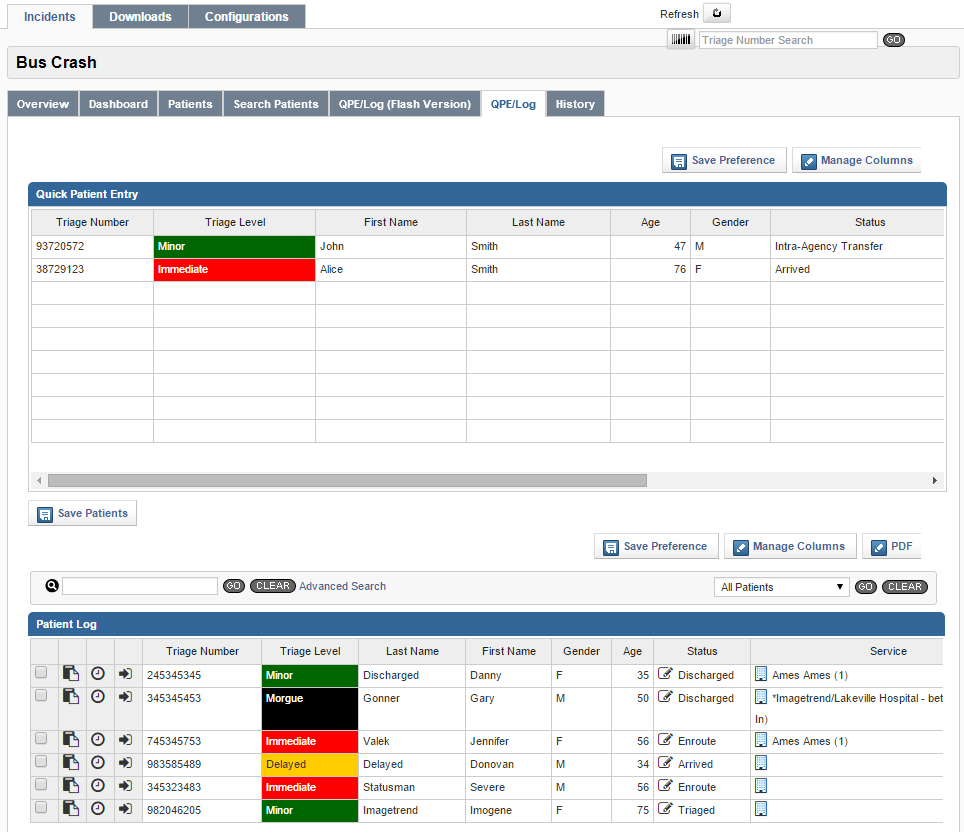 Incidents Downloads Configurations Refresh
Triage Number Search GO
Bus Crash
Overview Dashboard Patients Search Patients QPE/Log (Flash Version) QPE/Log History
Save Preference Manage Columns
Quick Patient Entry
Triage Number Triage Level First Name Last Name Age Gender Status
93720572 Minor John Smith 47 M Intra-Agency Transfer
38729123 Immediate Alice Smith 76 F Arrived
Save Patients
Save Preference Manage Columns PDF
GO CLEAR Advanced Search All Patients GO CLEAR
Patient Log
Triage Number Triage Level Last Name First Name Gender Age Status Service
245345345 Minor Discharged Danny F 35 Discharged Ames Ames (1)
345345453 Morgue Gonner Gary M 50 Discharged *Imagetrend/Lakeville Hospital - bet
In)
745345753 Immediate Valek Jennifer F 56 Enroute Ames Ames (1)
983585489 Delayed Delayed Donovan M 34 Arrived
345323483 Immediate Statusman Severe M 56 Enroute
982046205 Minor Imagetrend Imogene F 75 Triaged